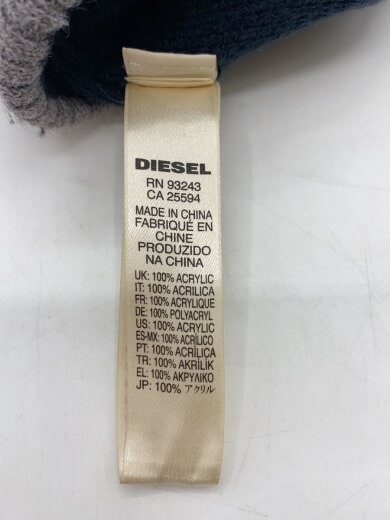 DIESEL
RN 93243
CA 25594
MADE IN CHINA
FABRIQUÉ EN
CHINE
PRODUZIDO
NA CHINA
UK: 100% ACRYLIC
IT: 100% ACRILICA
FR: 100% ACRYLIQUE
DE: 100% POLYACRYL
US: 100% ACRYLIC
ES-MX: 100% ACRÍLICO
PT: 100% ACRÍLICA
TR: 100% AKRİLİK
EL: 100% ΑΚΡΥΛΙΚΟ
JP: 100% アクリル